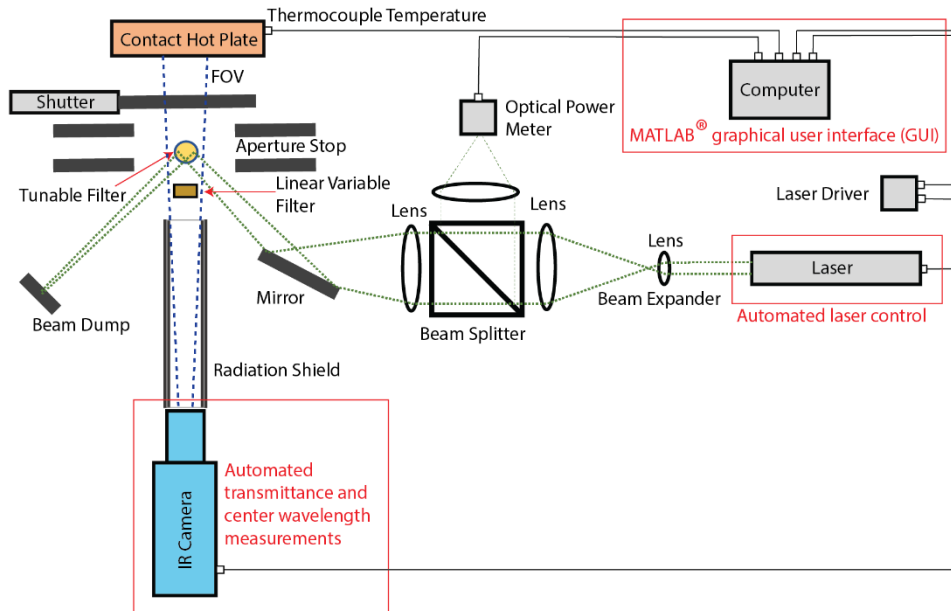 Thermocouple Temperature
Contact Hot Plate
FOV
Shutter
Aperture Stop
Tunable Filter
Linear Variable
Filter
Optical Power
Meter
Computer
MATLAB® graphical user interface (GUI)
Laser Driver
Lens
Lens
Lens
Laser
Mirror
Beam Expander
Beam Dump
Beam Splitter
Automated laser control
Radiation Shield
IR Camera
Automated
transmittance and
center wavelength
measurements